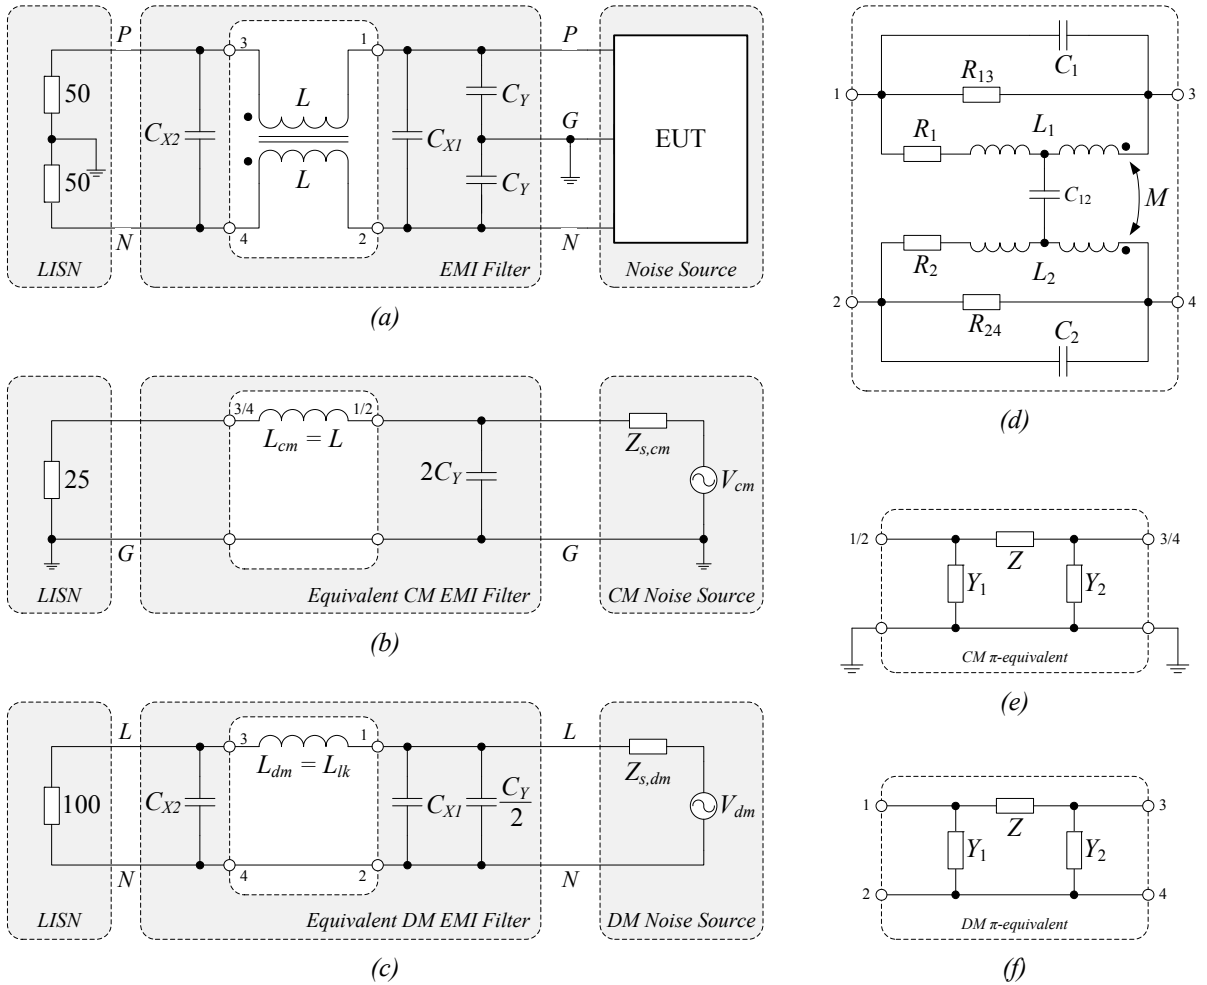 P
P
3
1
50
L
C_Y
C_X2
G
C_X1
EUT
50
L
C_Y
4
2
N
N
LISN
EMI Filter
Noise Source
(a)
3/4
1/2
L_cm = L
Z_s,cm
25
2C_Y
V_cm
G
G
LISN
Equivalent CM EMI Filter
CM Noise Source
(b)
L
L
3
1
L_dm = L_lk
Z_s,dm
100
C_X2
C_X1
C_Y
2
V_dm
4
2
N
N
LISN
Equivalent DM EMI Filter
DM Noise Source
(c)
C_1
R_13
1
3
R_1
L_1
C_12
M
R_2
L_2
2
4
R_24
C_2
(d)
1/2
3/4
Z
Y_1
Y_2
CM π-equivalent
(e)
1
3
Z
Y_1
Y_2
2
4
DM π-equivalent
(f)